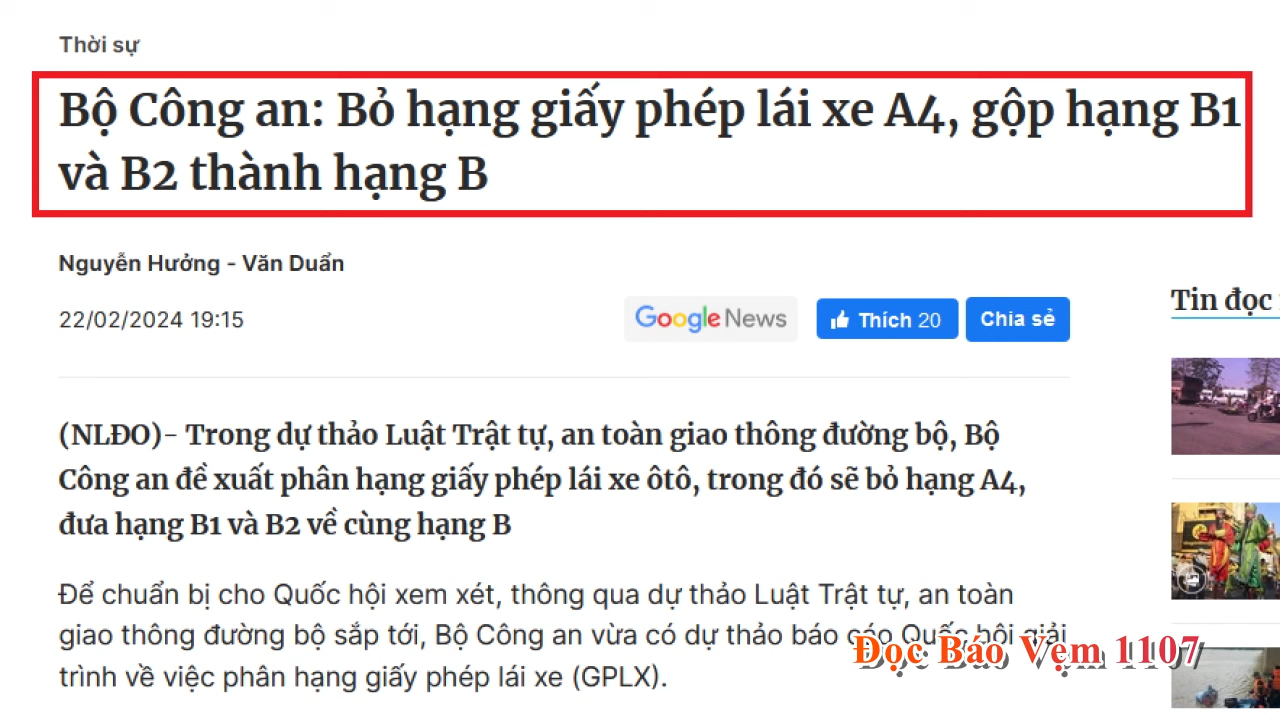 Thời sự
Bộ Công an: Bỏ hạng giấy phép lái xe A4, gộp hạng B1
và B2 thành hạng B
Nguyễn Hưởng - Văn Duẩn
22/02/2024 19:15
Google News
Thích 20
Chia sẻ
Tin đọc
(NLĐO)- Trong dự thảo Luật Trật tự, an toàn giao thông đường bộ, Bộ
Công an đề xuất phân hạng giấy phép lái xe ôtô, trong đó sẽ bỏ hạng A4,
đưa hạng B1 và B2 về cùng hạng B
Để chuẩn bị cho Quốc hội xem xét, thông qua dự thảo Luật Trật tự, an toàn
giao thông đường bộ sắp tới, Bộ Công an vừa có dự thảo báo cáo Quốc hội giải
trình về việc phân hạng giấy phép lái xe (GPLX).
Đọc Báo Vẹm 1107